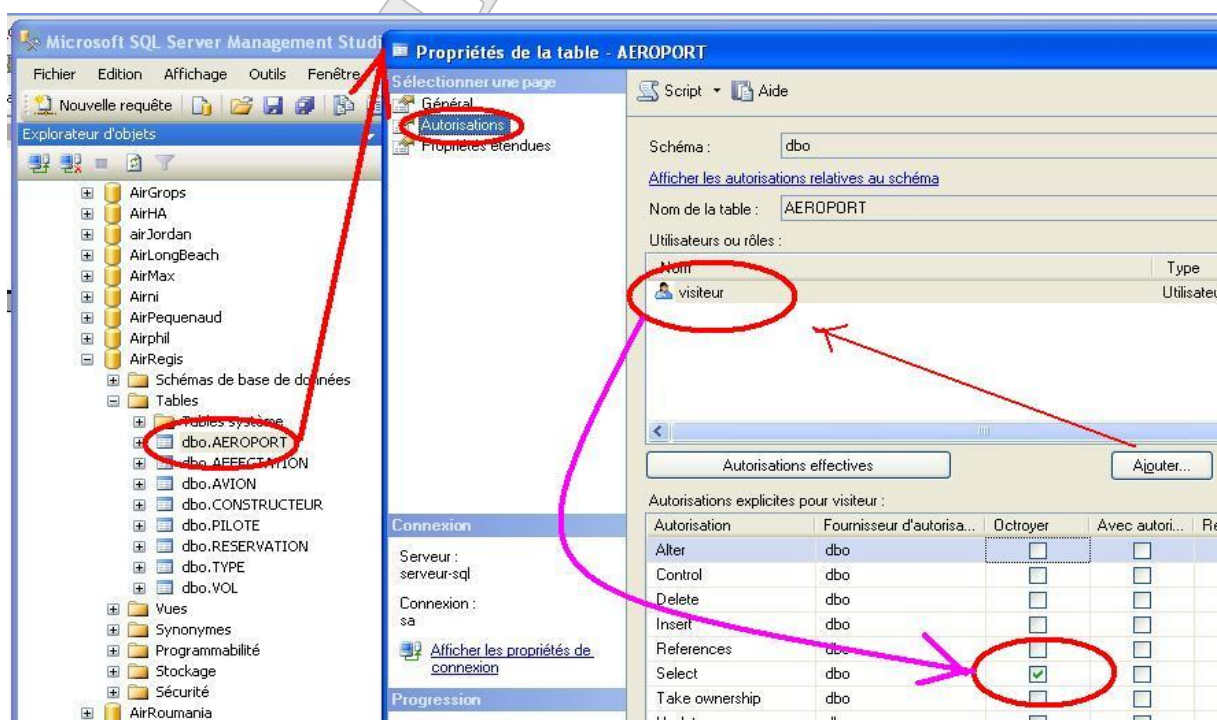 Microsoft SQL Server Management Studi
Fichier Edition Affichage Outils Fenêtre
Nouvelle requête
Explorateur d'objets
AirGrops
AirHA
airJordan
AirLongBeach
AirMax
Airni
AirPequenaud
Airphil
AirRegis
Schémas de base de données
Tables
Tables système
dbo.AEROPORT
dbo.AFFECTATION
dbo.AVION
dbo.CONSTRUCTEUR
dbo.PILOTE
dbo.RESERVATION
dbo.TYPE
dbo.VOL
Vues
Synonymes
Programmabilité
Stockage
Sécurité
AirRoumania
Propriétés de la table - AEROPORT
Sélectionner une page
Général
Autorisations
Propriétés étendues
Connexion
Serveur :
serveur-sql
Connexion :
sa
Afficher les propriétés de
connexion
Progression
Script Aide
Schéma : dbo
Afficher les autorisations relatives au schéma
Nom de la table : AEROPORT
Utilisateurs ou rôles :
Nom Type
visiteur Utilisateu
Autorisations effectives Ajouter...
Autorisations explicites pour visiteur :
Autorisation Fournisseur d'autorisa... Octroyer Avec autori... Re
Alter dbo
Control dbo
Delete dbo
Insert dbo
References dbo
Select dbo
Take ownership dbo